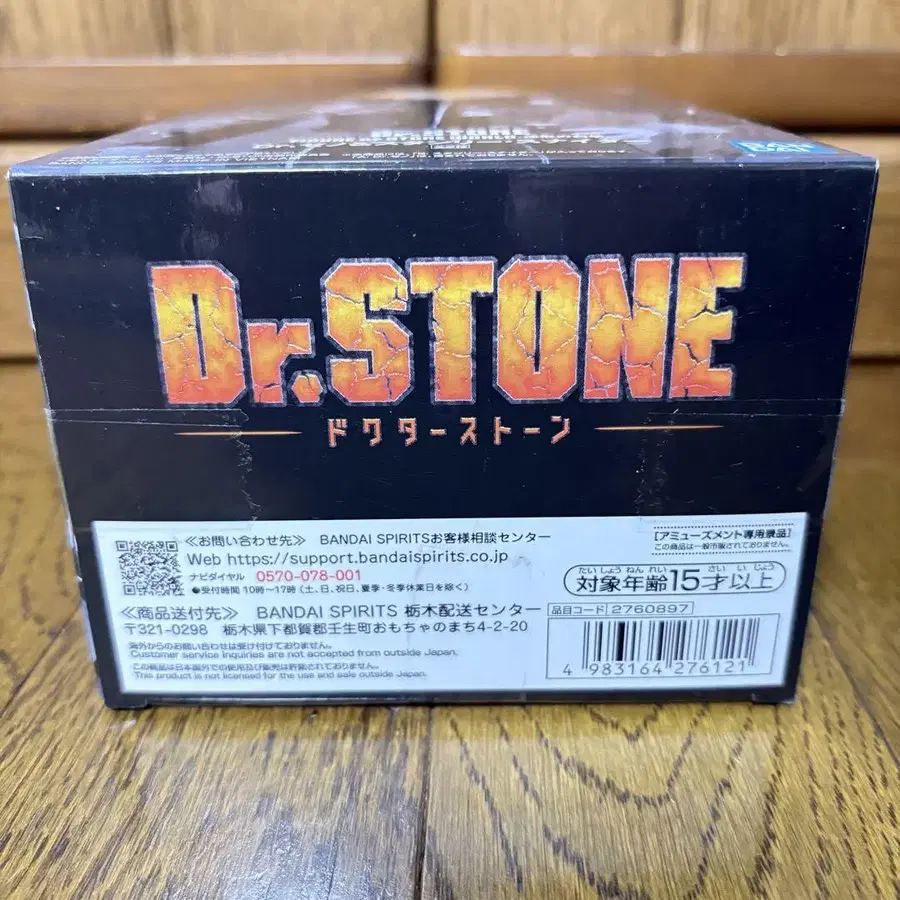 Dr.STONE
Dr.STONE
ドクターストーン
≪お問い合わせ先≫ BANDAI SPIRITSお客様相談センター
Web https://support.bandaispirits.co.jp
ナビダイヤル 0570-078-001
●受付時間 10時～17時 (土、日、祝日、夏季・冬季休業日を除く)
≪商品送付先≫ BANDAI SPIRITS 栃木配送センター
〒321-0298 栃木県下都賀郡壬生町おもちゃのまち4-2-20
海外からのお問い合わせは受け付けておりません。
Customer service inquiries are not accepted from outside Japan.
この商品は日本国外での使用及び販売は許諾されておりません。
This product is not licensed for the use and sale outside Japan.
[アミューズメント専用景品]
この商品は一般市販されておりません。
たいしょうねんれい さいいじょう
対象年齢15才以上
品目コード 2760897
4 983164 276121